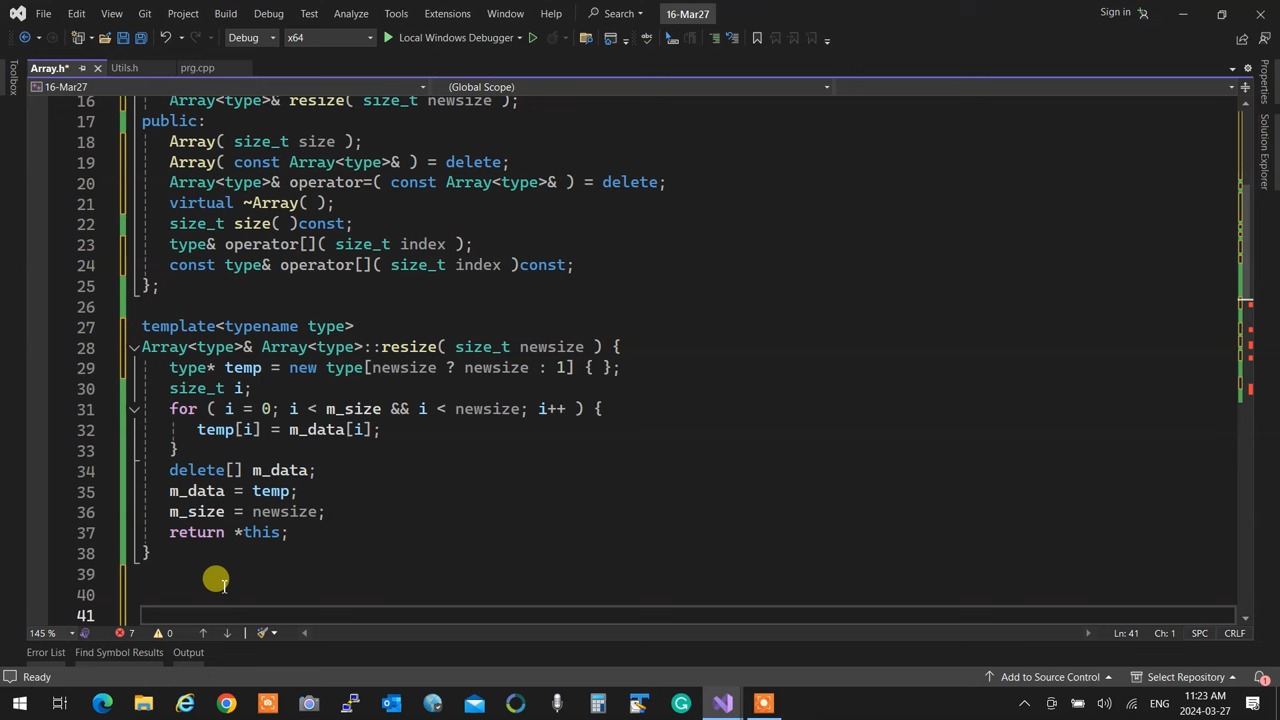 File Edit View Git Project Build Debug Test Analyze Tools Extensions Window Help Search 16-Mar27 Sign in
Debug x64 Local Windows Debugger
Array.h* Utils.h prg.cpp
16-Mar27 (Global Scope)
Toolbox
Properties
Solution Explorer
16 Array<type>& resize( size_t newsize );
17 public:
18 Array( size_t size );
19 Array( const Array<type>& ) = delete;
20 Array<type>& operator=( const Array<type>& ) = delete;
21 virtual ~Array( );
22 size_t size( )const;
23 type& operator[]( size_t index );
24 const type& operator[]( size_t index )const;
25 };
26
27 template<typename type>
28 Array<type>& Array<type>::resize( size_t newsize ) {
29 type* temp = new type[newsize ? newsize : 1] { };
30 size_t i;
31 for ( i = 0; i < m_size && i < newsize; i++ ) {
32 temp[i] = m_data[i];
33 }
34 delete[] m_data;
35 m_data = temp;
36 m_size = newsize;
37 return *this;
38 }
39
40
41
145 % 7 0 Ln: 41 Ch: 1 SPC CRLF
Error List Find Symbol Results Output
Ready Add to Source Control Select Repository 1
ENG 11:23 AM
2024-03-27